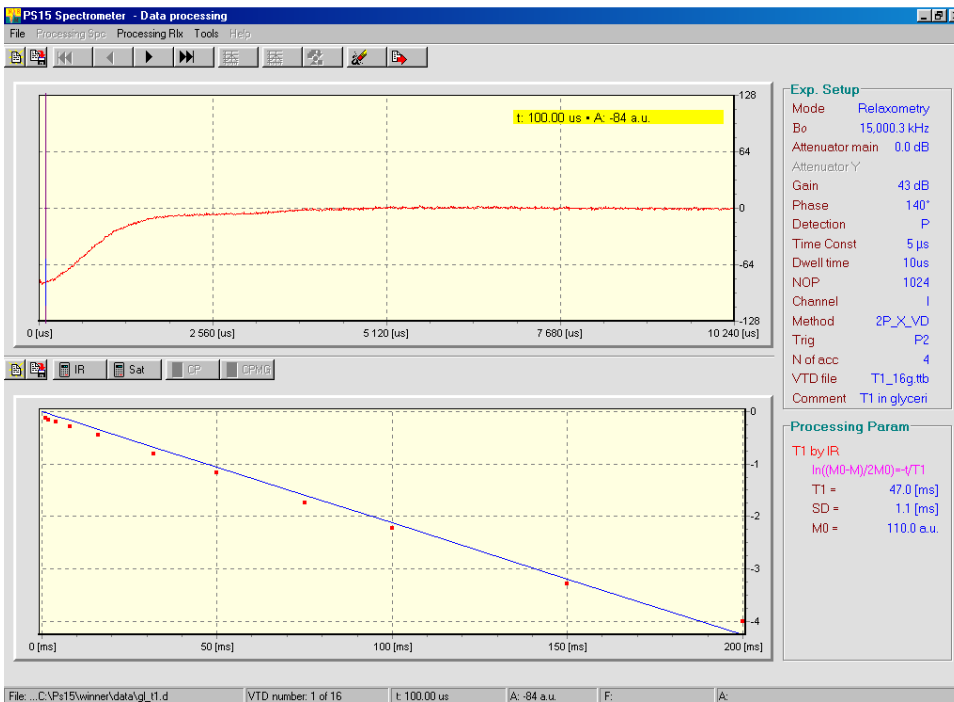 PS15 Spectrometer - Data processing
File Processing Spc Processing Rlx Tools Help
t: 100.00 us • A: -84 a.u.
128
64
0
-64
-128
0 [us] 2 560 [us] 5 120 [us] 7 680 [us] 10 240 [us]
IR Sat CP CPMG
0
-1
-2
-3
-4
0 [ms] 50 [ms] 100 [ms] 150 [ms] 200 [ms]
Exp. Setup
Mode Relaxometry
Bo 15,000.3 kHz
Attenuator main 0.0 dB
Attenuator Y
Gain 43 dB
Phase 140°
Detection P
Time Const 5 µs
Dwell time 10us
NOP 1024
Channel I
Method 2P_X_VD
Trig P2
N of acc 4
VTD file T1_16g.ttb
Comment T1 in glyceri
Processing Param
T1 by IR
ln((M0-M)/2M0)=-t/T1
T1 = 47.0 [ms]
SD = 1.1 [ms]
M0 = 110.0 a.u.
File: ...C:\Ps15\winner\data\gl_t1.d VTD number: 1 of 16 t: 100.00 us A: -84 a.u. F: A: